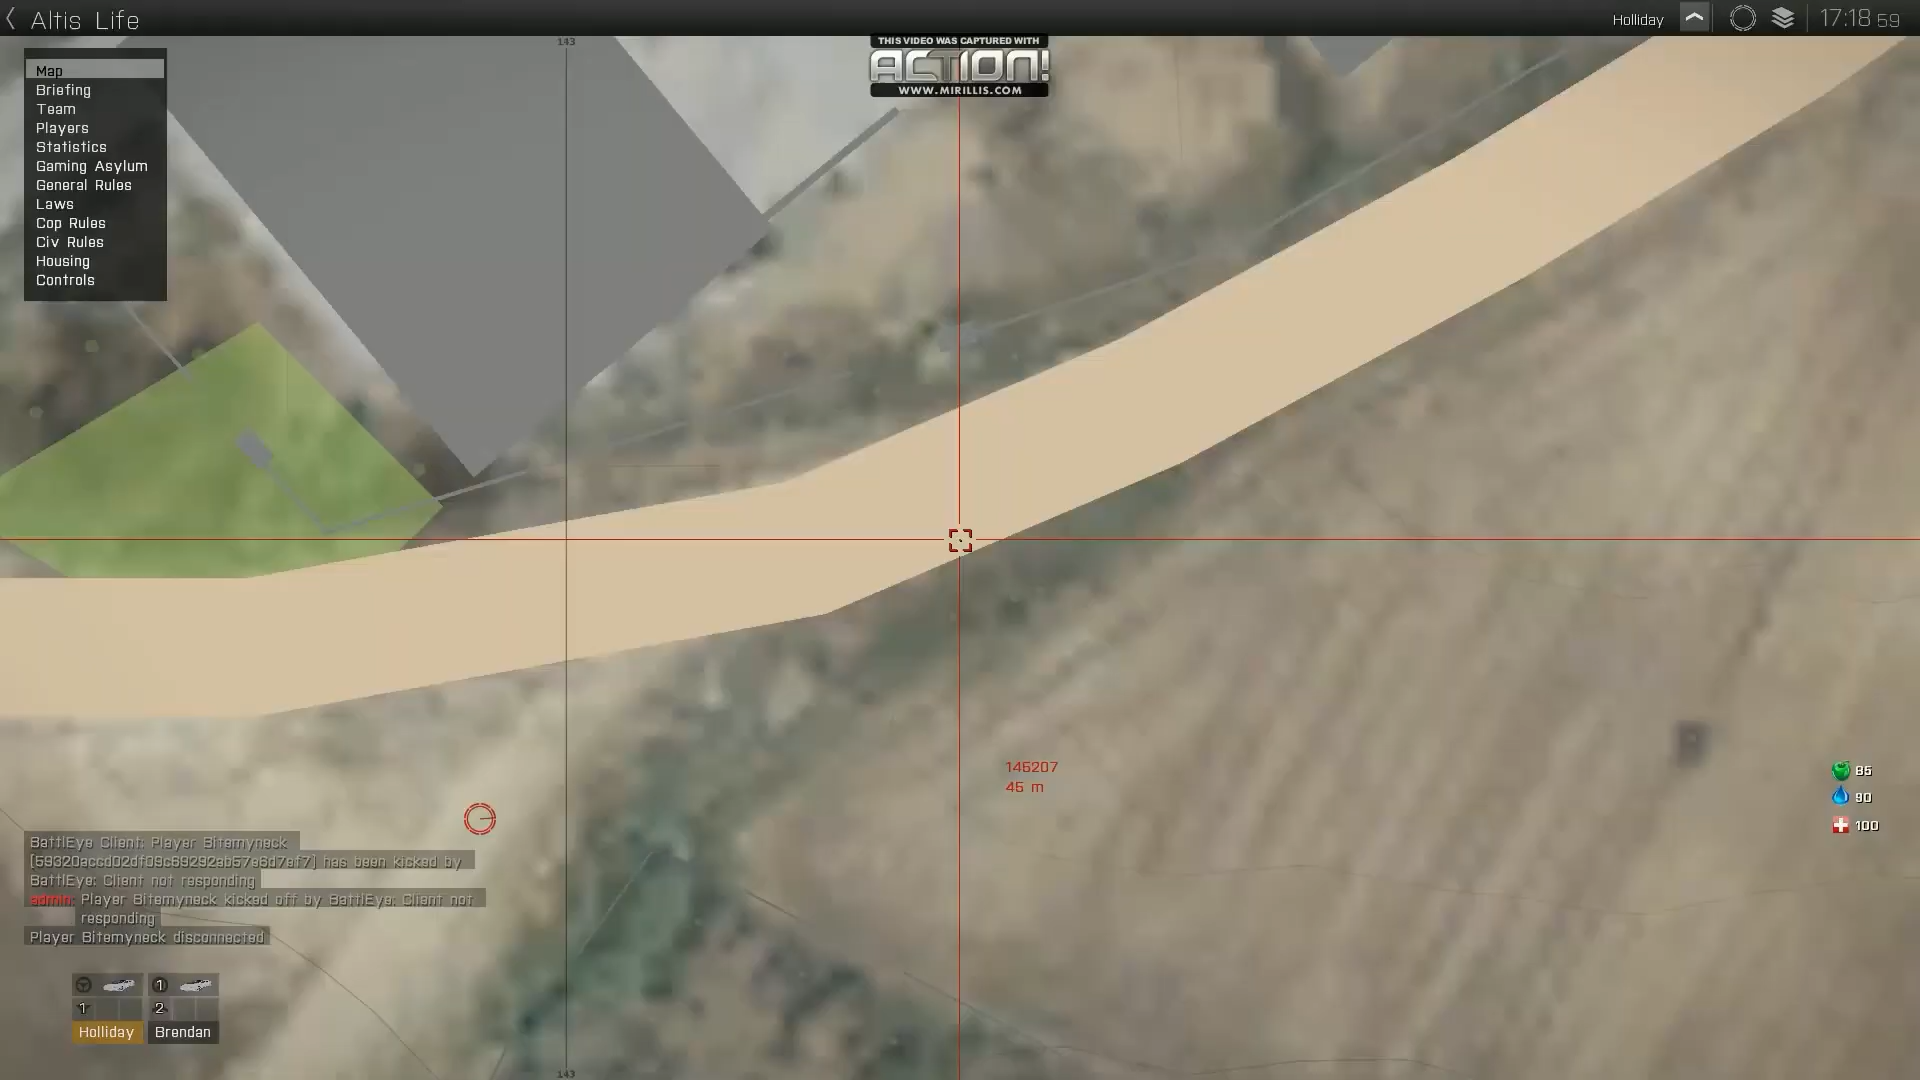 Altis Life
Holliday
17:18 59
143
THIS VIDEO WAS CAPTURED WITH
ACTION!
WWW.MIRILLIS.COM
Map
Briefing
Team
Players
Statistics
Gaming Asylum
General Rules
Laws
Cop Rules
Civ Rules
Housing
Controls
145207
45 m
85
90
100
BattlEye Client: Player Bitemyneck
has been kicked by
BattlEye: Client not responding
admin: Player Bitemyneck kicked off by BattlEye: Client not
responding
Player Bitemyneck disconnected
1
1 2
Holliday Brendan
143